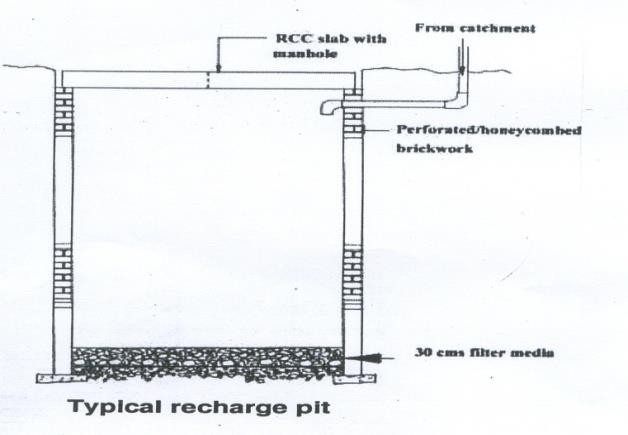 From catchment
RCC slab with
manhole
Perforated/honeycombed
brickwork
30 cms filter media
Typical recharge pit